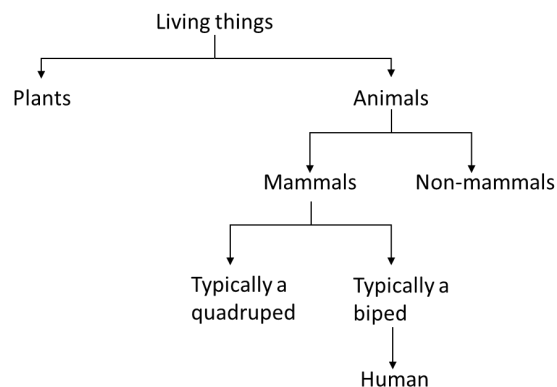 Living things
Plants
Animals
Mammals
Non-mammals
Typically a
quadruped
Typically a
biped
Human